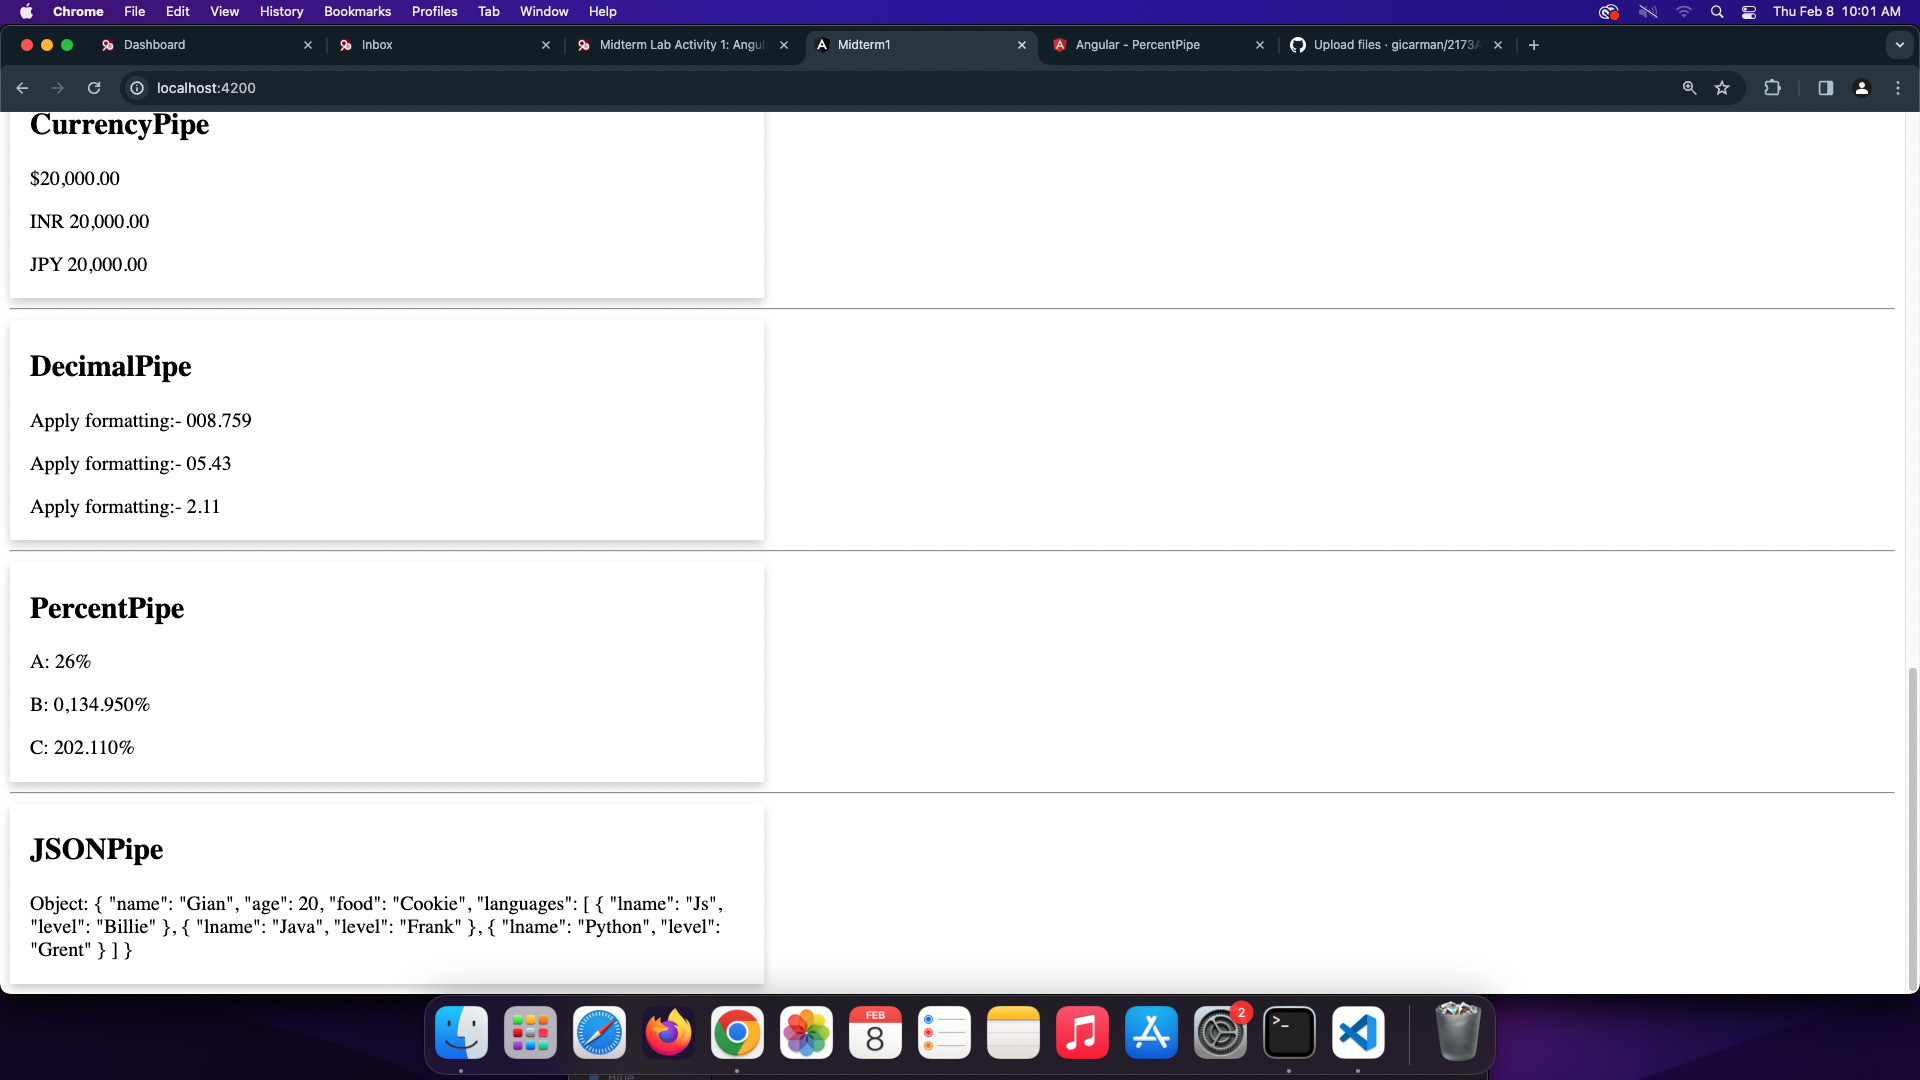 Chrome File Edit View History Bookmarks Profiles Tab Window Help Thu Feb 8 10:01 AM
Dashboard Inbox Midterm Lab Activity 1: Angul Midterm1 Angular - PercentPipe Upload files · gicarman/2173A
localhost:4200
CurrencyPipe
$20,000.00
INR 20,000.00
JPY 20,000.00
DecimalPipe
Apply formatting:- 008.759
Apply formatting:- 05.43
Apply formatting:- 2.11
PercentPipe
A: 26%
B: 0,134.950%
C: 202.110%
JSONPipe
Object: { "name": "Gian", "age": 20, "food": "Cookie", "languages": [ { "lname": "Js",
"level": "Billie" }, { "lname": "Java", "level": "Frank" }, { "lname": "Python", "level":
"Grent" } ] }
FEB
8
2
>_